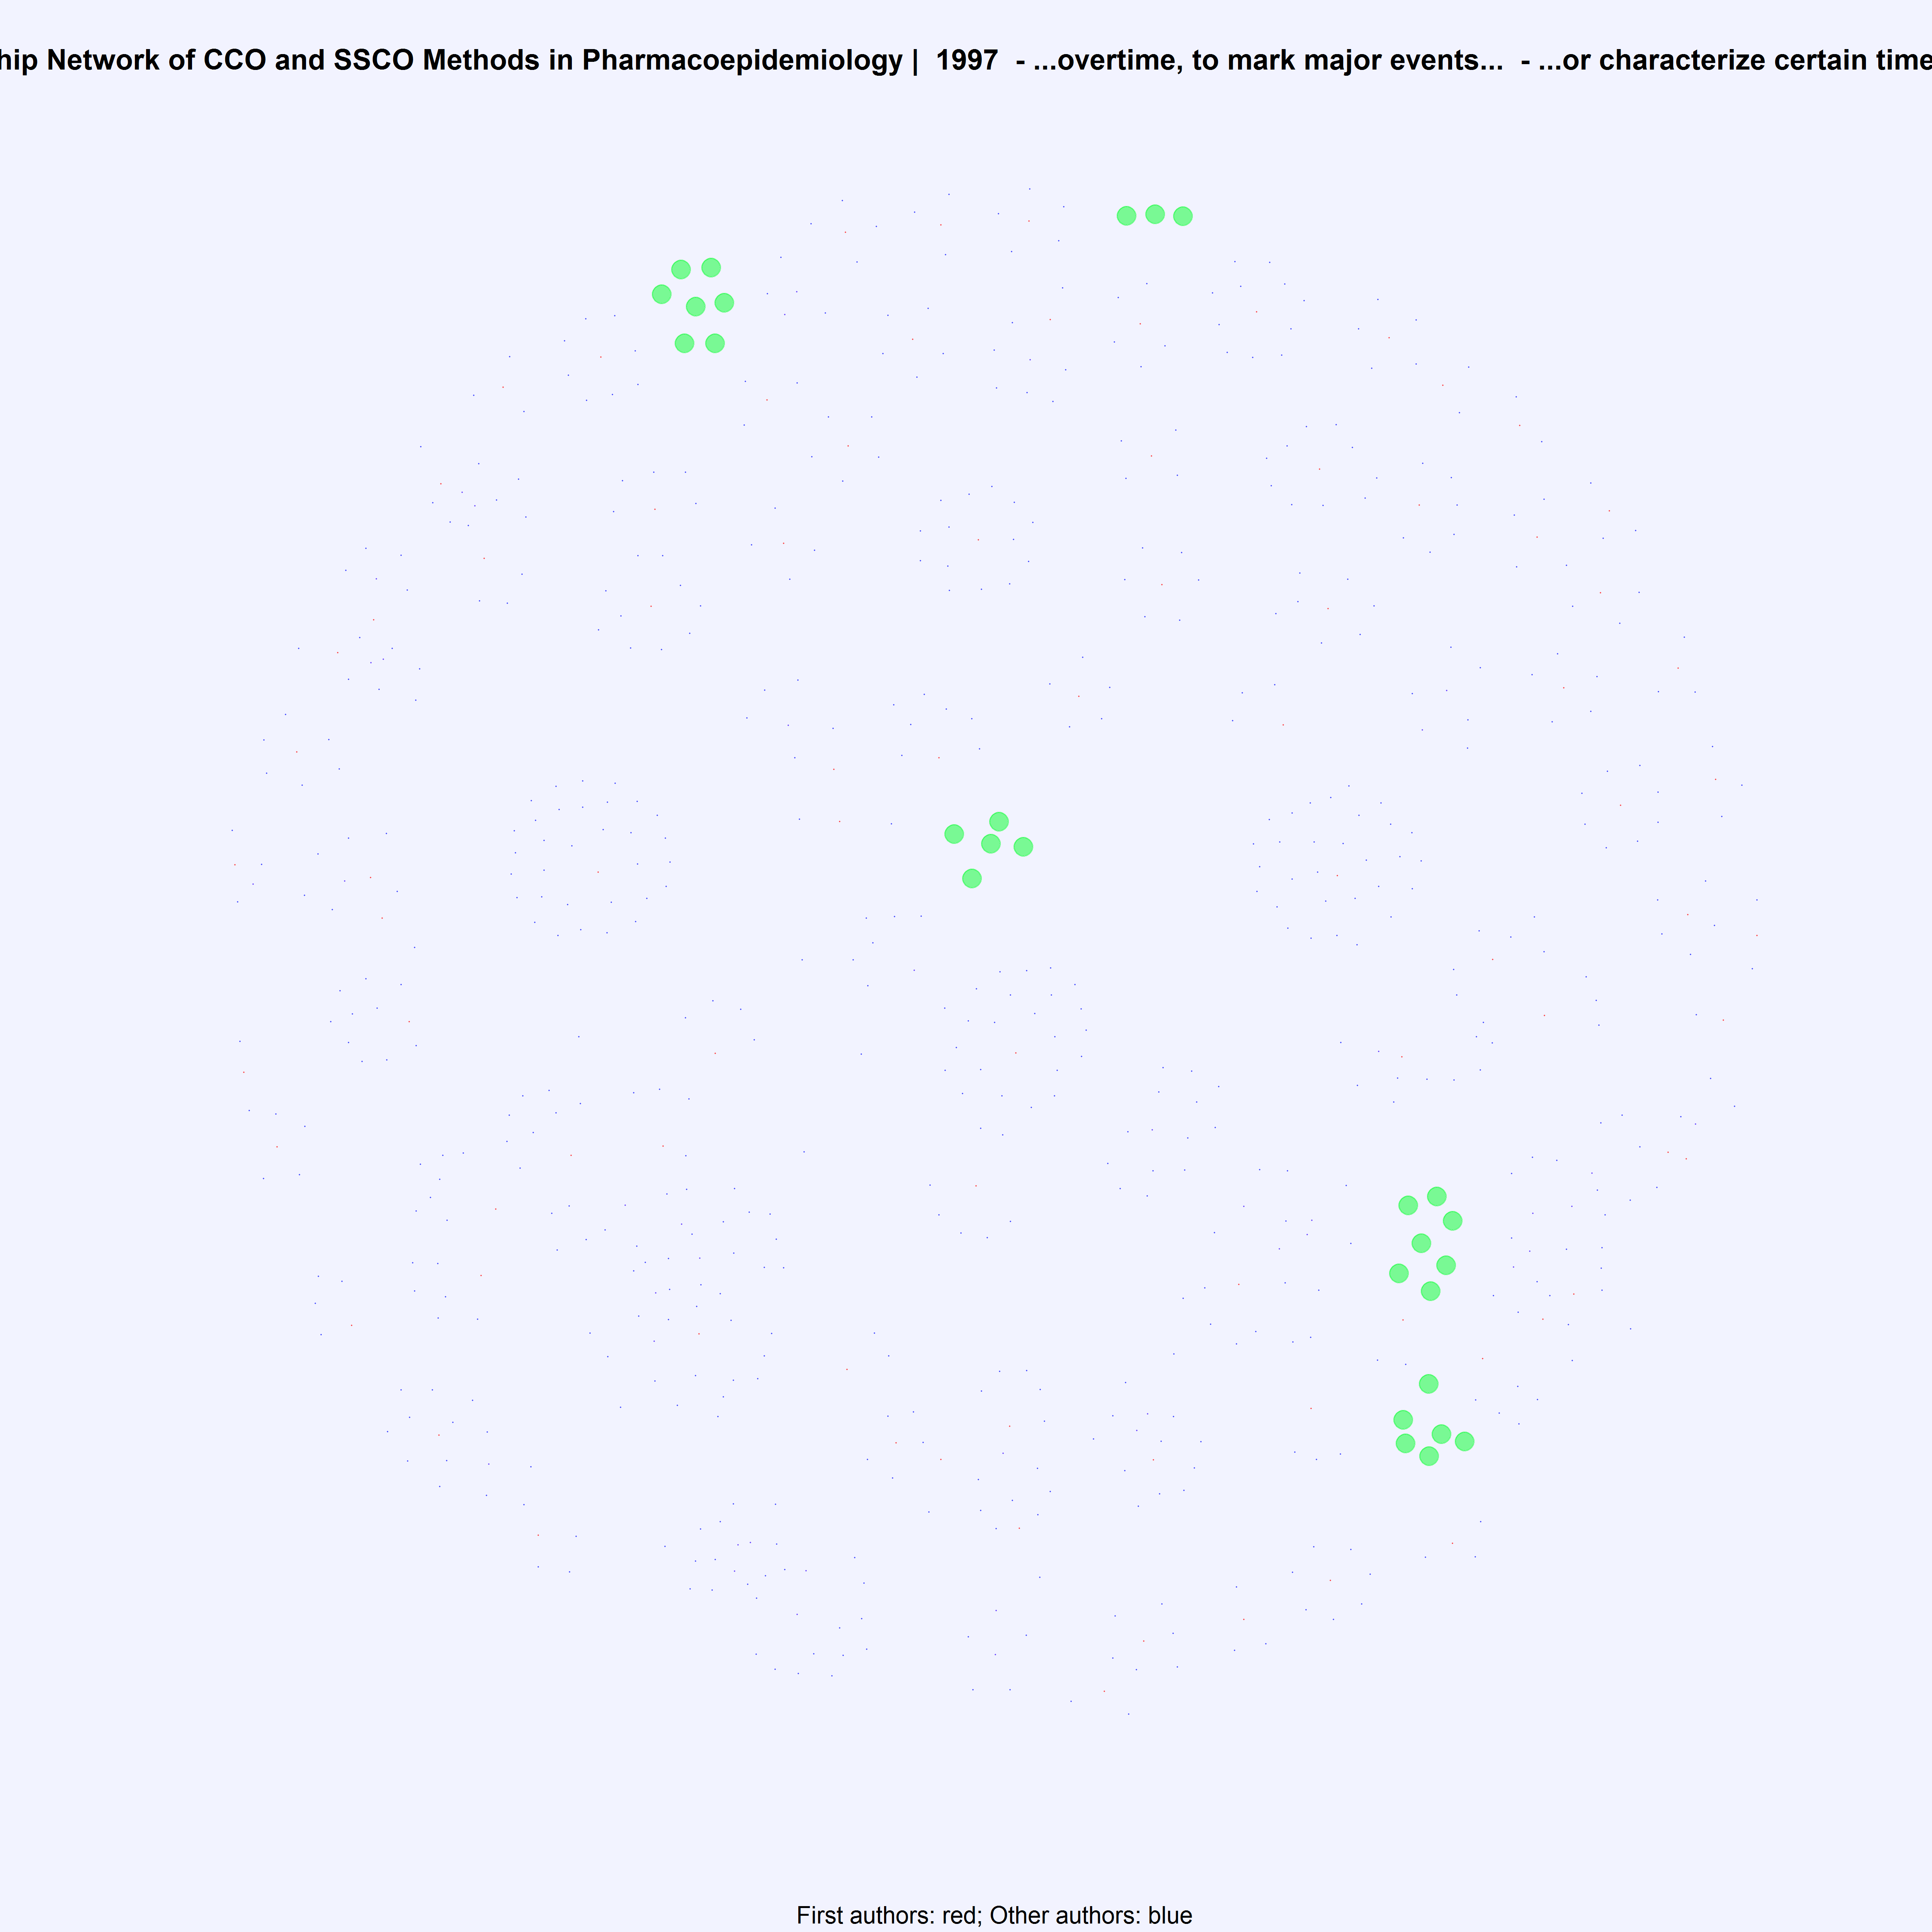 hip Network of CCO and SSCO Methods in Pharmacoepidemiology | 1997 - ...overtime, to mark major events... - ...or characterize certain time
First authors: red; Other authors: blue